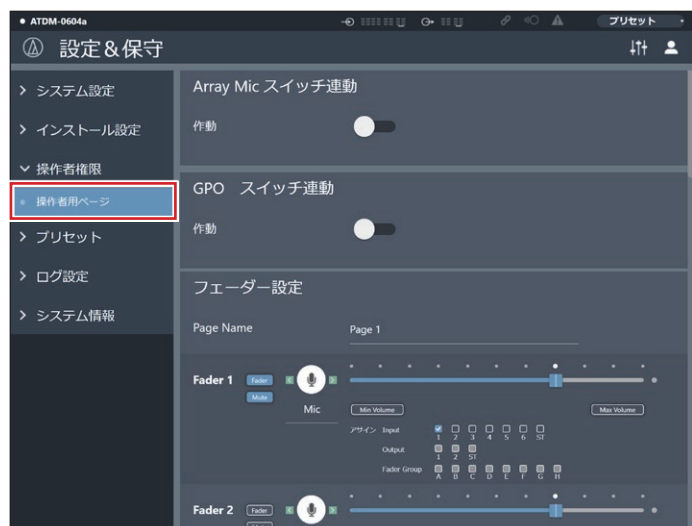 ATDM-0604a
プリセット
設定&保守
システム設定
インストール設定
操作者権限
操作者用ページ
プリセット
ログ設定
システム情報
Array Mic スイッチ連動
作動
GPO　スイッチ連動
作動
フェーダー設定
Page Name Page 1
Fader 1 Fader
Mute
Mic
Min Volume Max Volume
アサイン Input
1 2 3 4 5 6 ST
Output
1 2 ST
Fador Group
A B C D E F G H
Fader 2 Fader